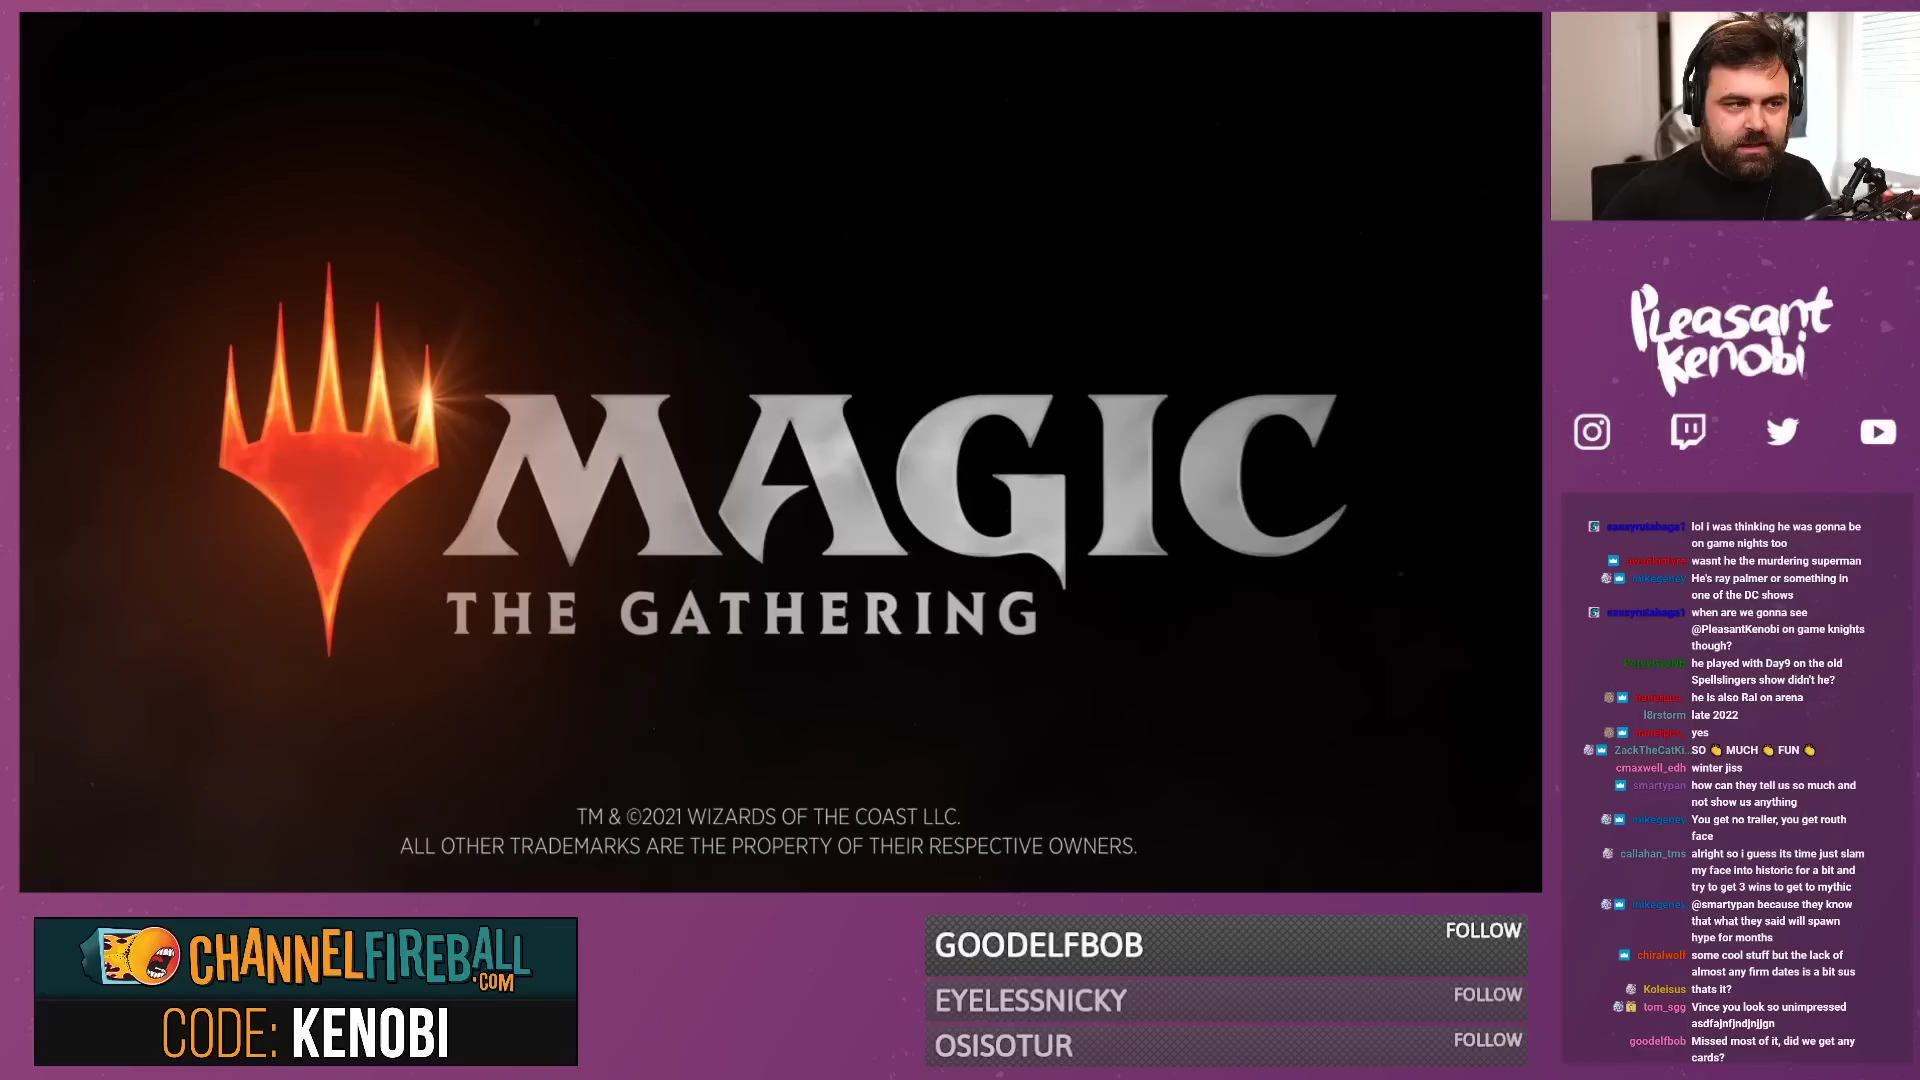 MAGIC
THE GATHERING
TM & ©2021 WIZARDS OF THE COAST LLC.
ALL OTHER TRADEMARKS ARE THE PROPERTY OF THEIR RESPECTIVE OWNERS.
CHANNELFIREBALL
.COM
CODE: KENOBI
GOODELFBOB FOLLOW
EYELESSNICKY FOLLOW
OSISOTUR FOLLOW
Pleasant
Kenobi
lol i was thinking he was gonna be
on game nights too
wasnt he the murdering superman
mikegeney He's ray palmer or something in
one of the DC shows
when are we gonna see
@PleasantKenobi on game knights
though?
he played with Day9 on the old
Spellslingers show didn't he?
he is also Ral on arena
l8rstorm late 2022
yes
ZackTheCatKi... SO 👏 MUCH 👏 FUN 👏
cmaxwell_edh winter jiss
smartypan how can they tell us so much and
not show us anything
mikegeney You get no trailer, you get routh
face
callahan_tms alright so i guess its time just slam
my face into historic for a bit and
try to get 3 wins to get to mythic
mikegeney @smartypan because they know
that what they said will spawn
hype for months
chiralwolf some cool stuff but the lack of
almost any firm dates is a bit sus
Koleisus thats it?
tom_sgg Vince you look so unimpressed
asdfajnfjndjnjjgn
goodelfbob Missed most of it, did we get any
cards?